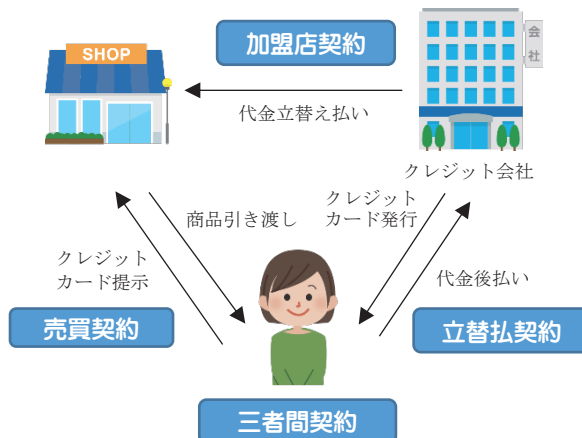 加盟店契約
SHOP
会
社
代金立替え払い
クレジット会社
商品引き渡し
クレジット
カード発行
クレジット
カード提示
代金後払い
売買契約
立替払契約
三者間契約